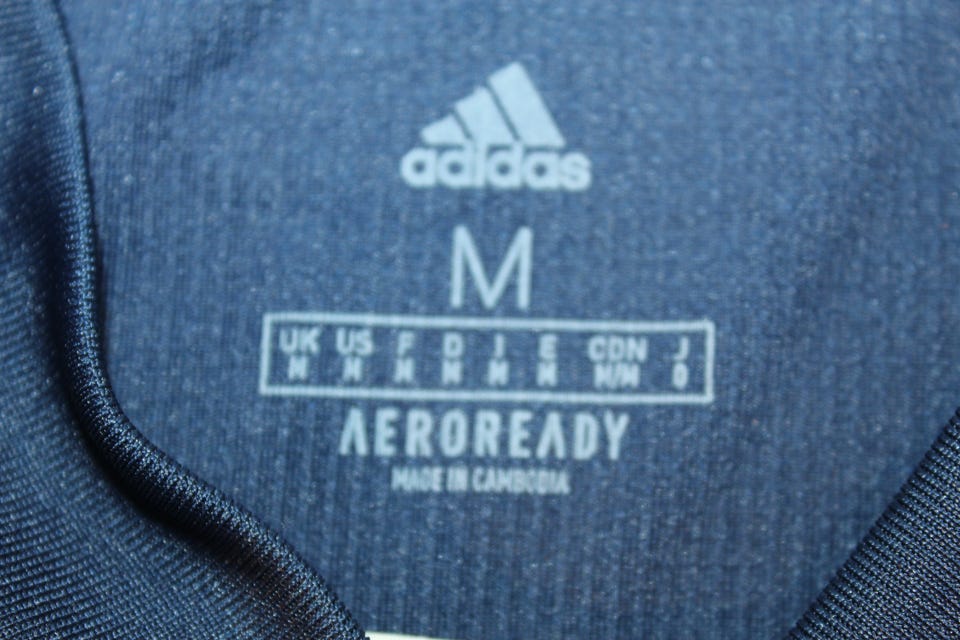 adidas
M
UK US F D I E CDN J
M M M M M M M/M O
AEROREADY
MADE IN CAMBODIA